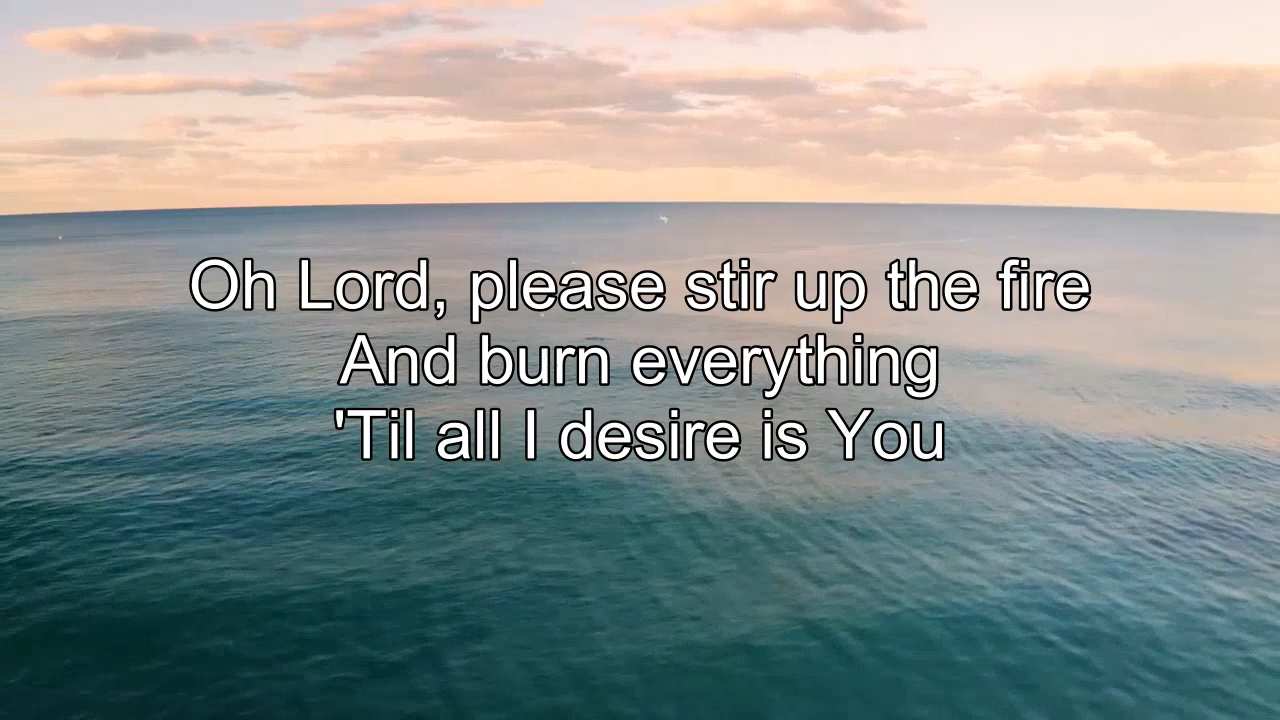 Oh Lord, please stir up the fire
And burn everything
'Til all I desire is You